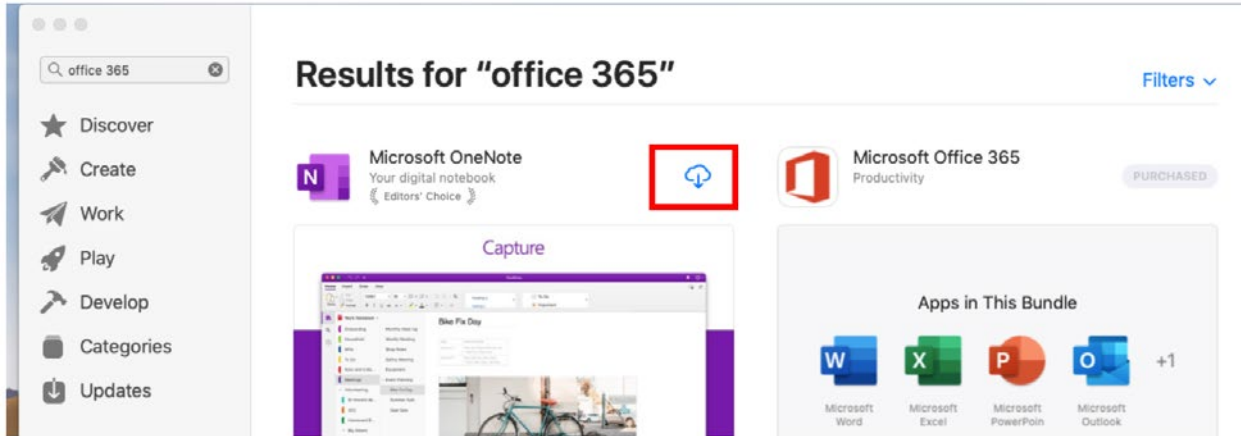 office 365
Results for “office 365”
Filters
Discover
Create
Work
Play
Develop
Categories
Updates
N
Microsoft OneNote
Your digital notebook
Editors' Choice
Microsoft Office 365
Productivity
PURCHASED
Capture
Bike Fix Day
Apps in This Bundle
W
X
P
O
+1
Microsoft
Word
Microsoft
Excel
Microsoft
PowerPoin
Microsoft
Outlook